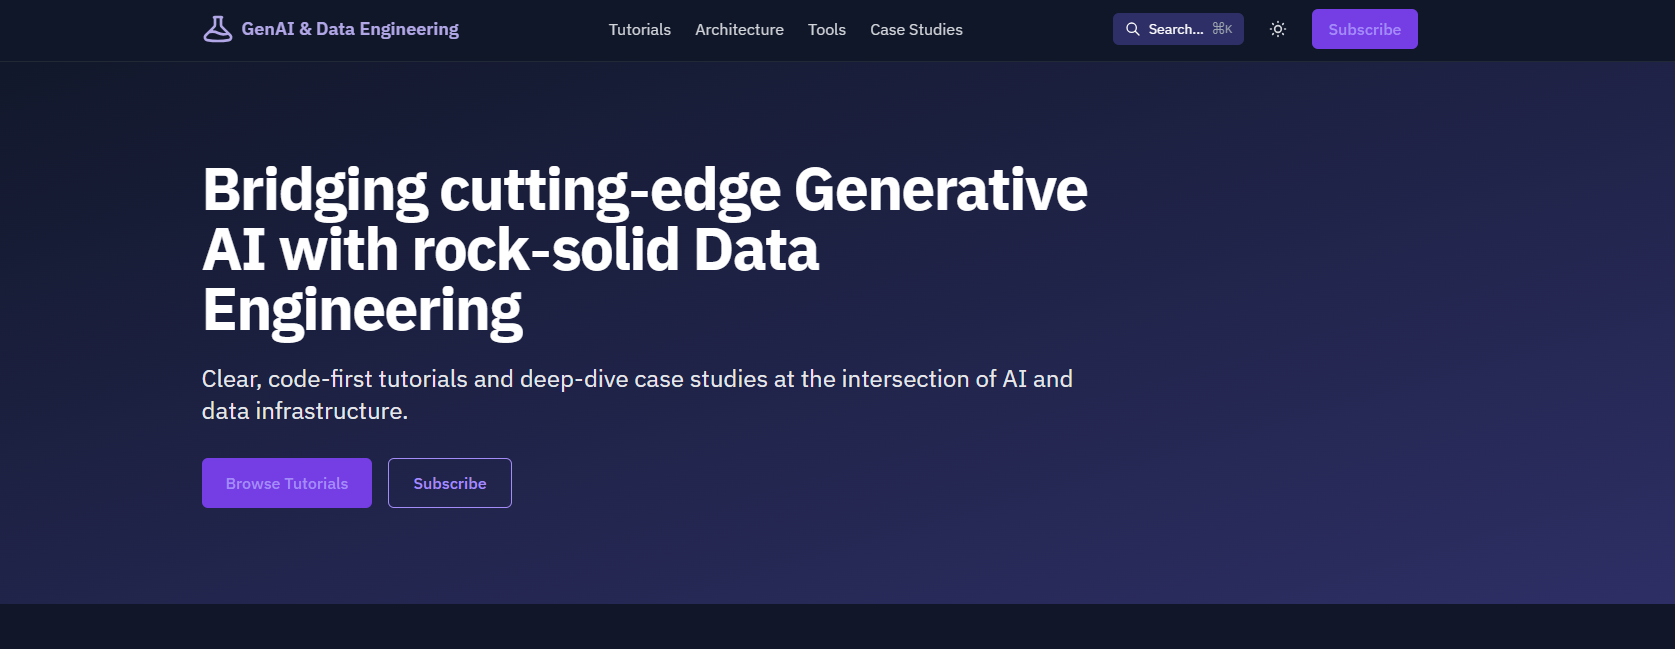 GenAI & Data Engineering
Tutorials
Architecture
Tools
Case Studies
Search...
⌘K
Subscribe
Bridging cutting-edge Generative
AI with rock-solid Data
Engineering
Clear, code-first tutorials and deep-dive case studies at the intersection of AI and
data infrastructure.
Browse Tutorials
Subscribe